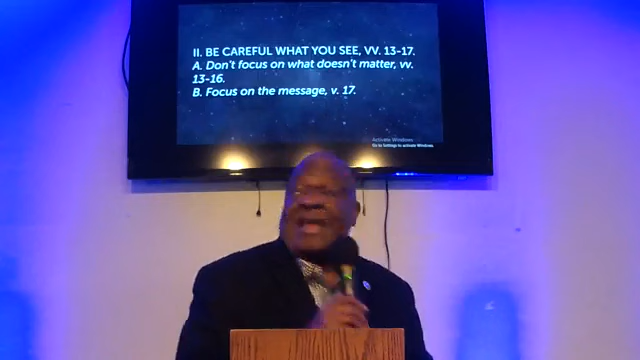 II. BE CAREFUL WHAT YOU SEE, VV. 13-17.
A. Don't focus on what doesn't matter, vv.
13-16.
B. Focus on the message, v. 17.
Activate Windows
Go to Settings to activate Windows.